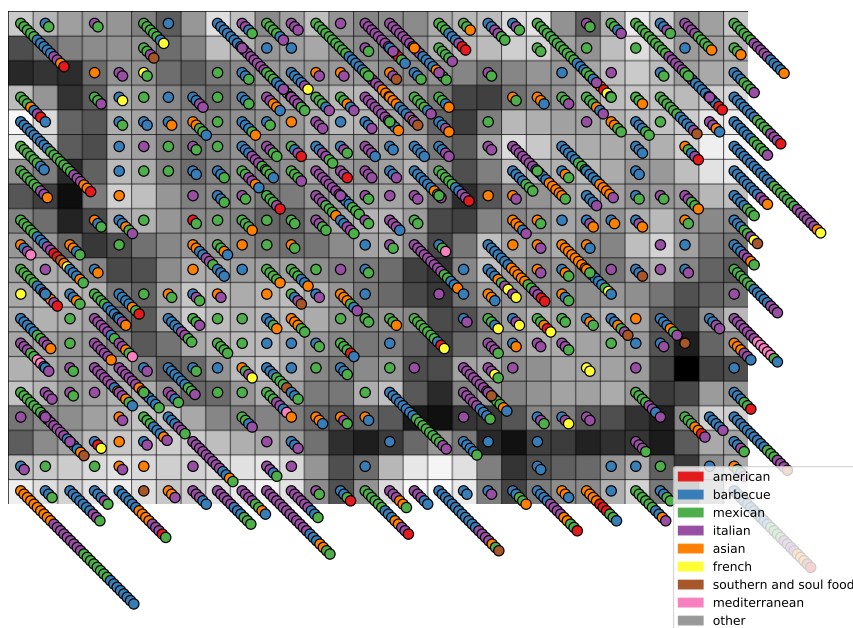 american
barbecue
mexican
italian
asian
french
southern and soul food
mediterranean
other